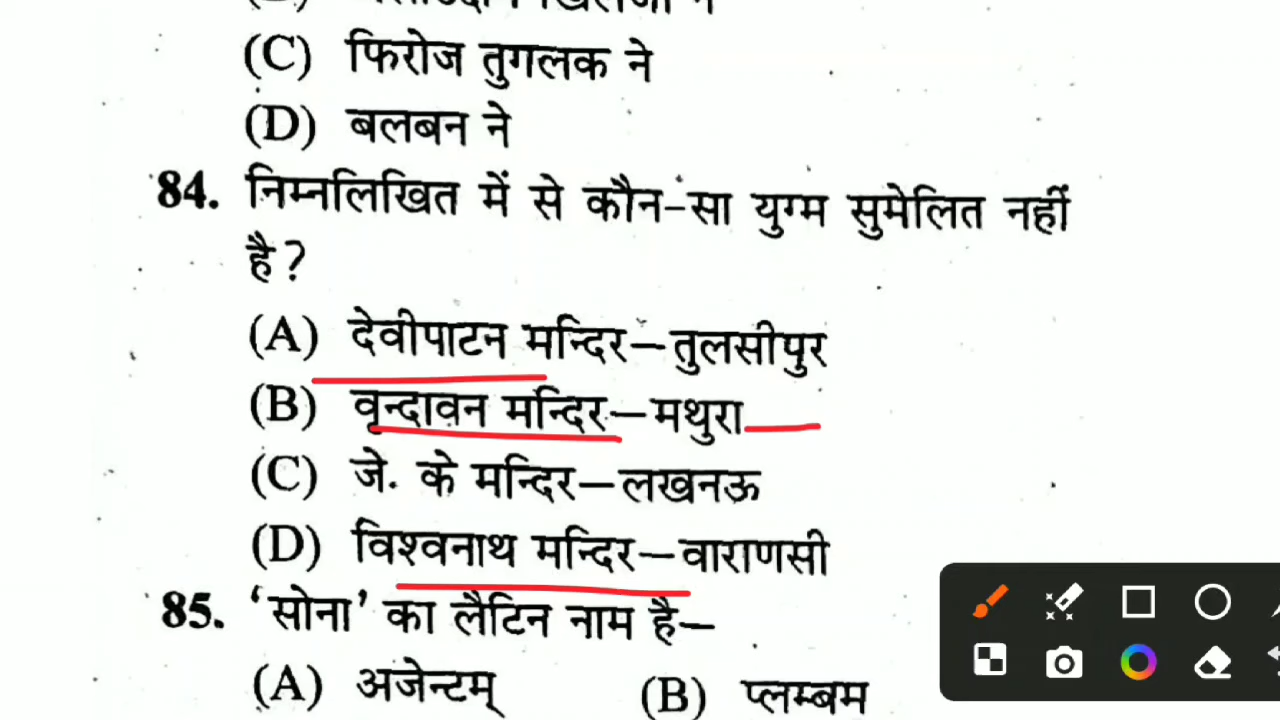 (C) फिरोज तुगलक ने
(D) बलबन ने
84. निम्नलिखित में से कौन-सा युग्म सुमेलित नहीं
है?
(A) देवीपाटन मन्दिर–तुलसीपुर
(B) वृन्दावन मन्दिर–मथुरा
(C) जे. के मन्दिर–लखनऊ
(D) विश्वनाथ मन्दिर–वाराणसी
85. ‘सोना’ का लैटिन नाम है–
(A) अजेन्टम् (B) प्लम्बम